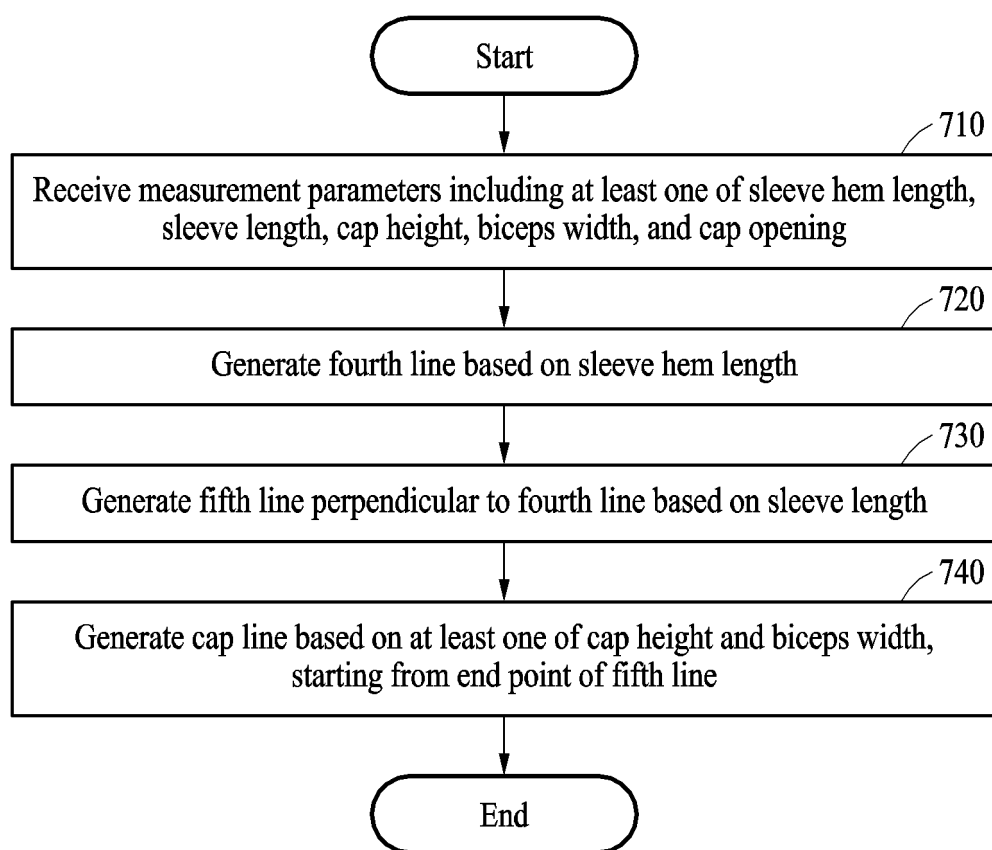 Start
710
Receive measurement parameters including at least one of sleeve hem length,
sleeve length, cap height, biceps width, and cap opening
720
Generate fourth line based on sleeve hem length
730
Generate fifth line perpendicular to fourth line based on sleeve length
740
Generate cap line based on at least one of cap height and biceps width,
starting from end point of fifth line
End